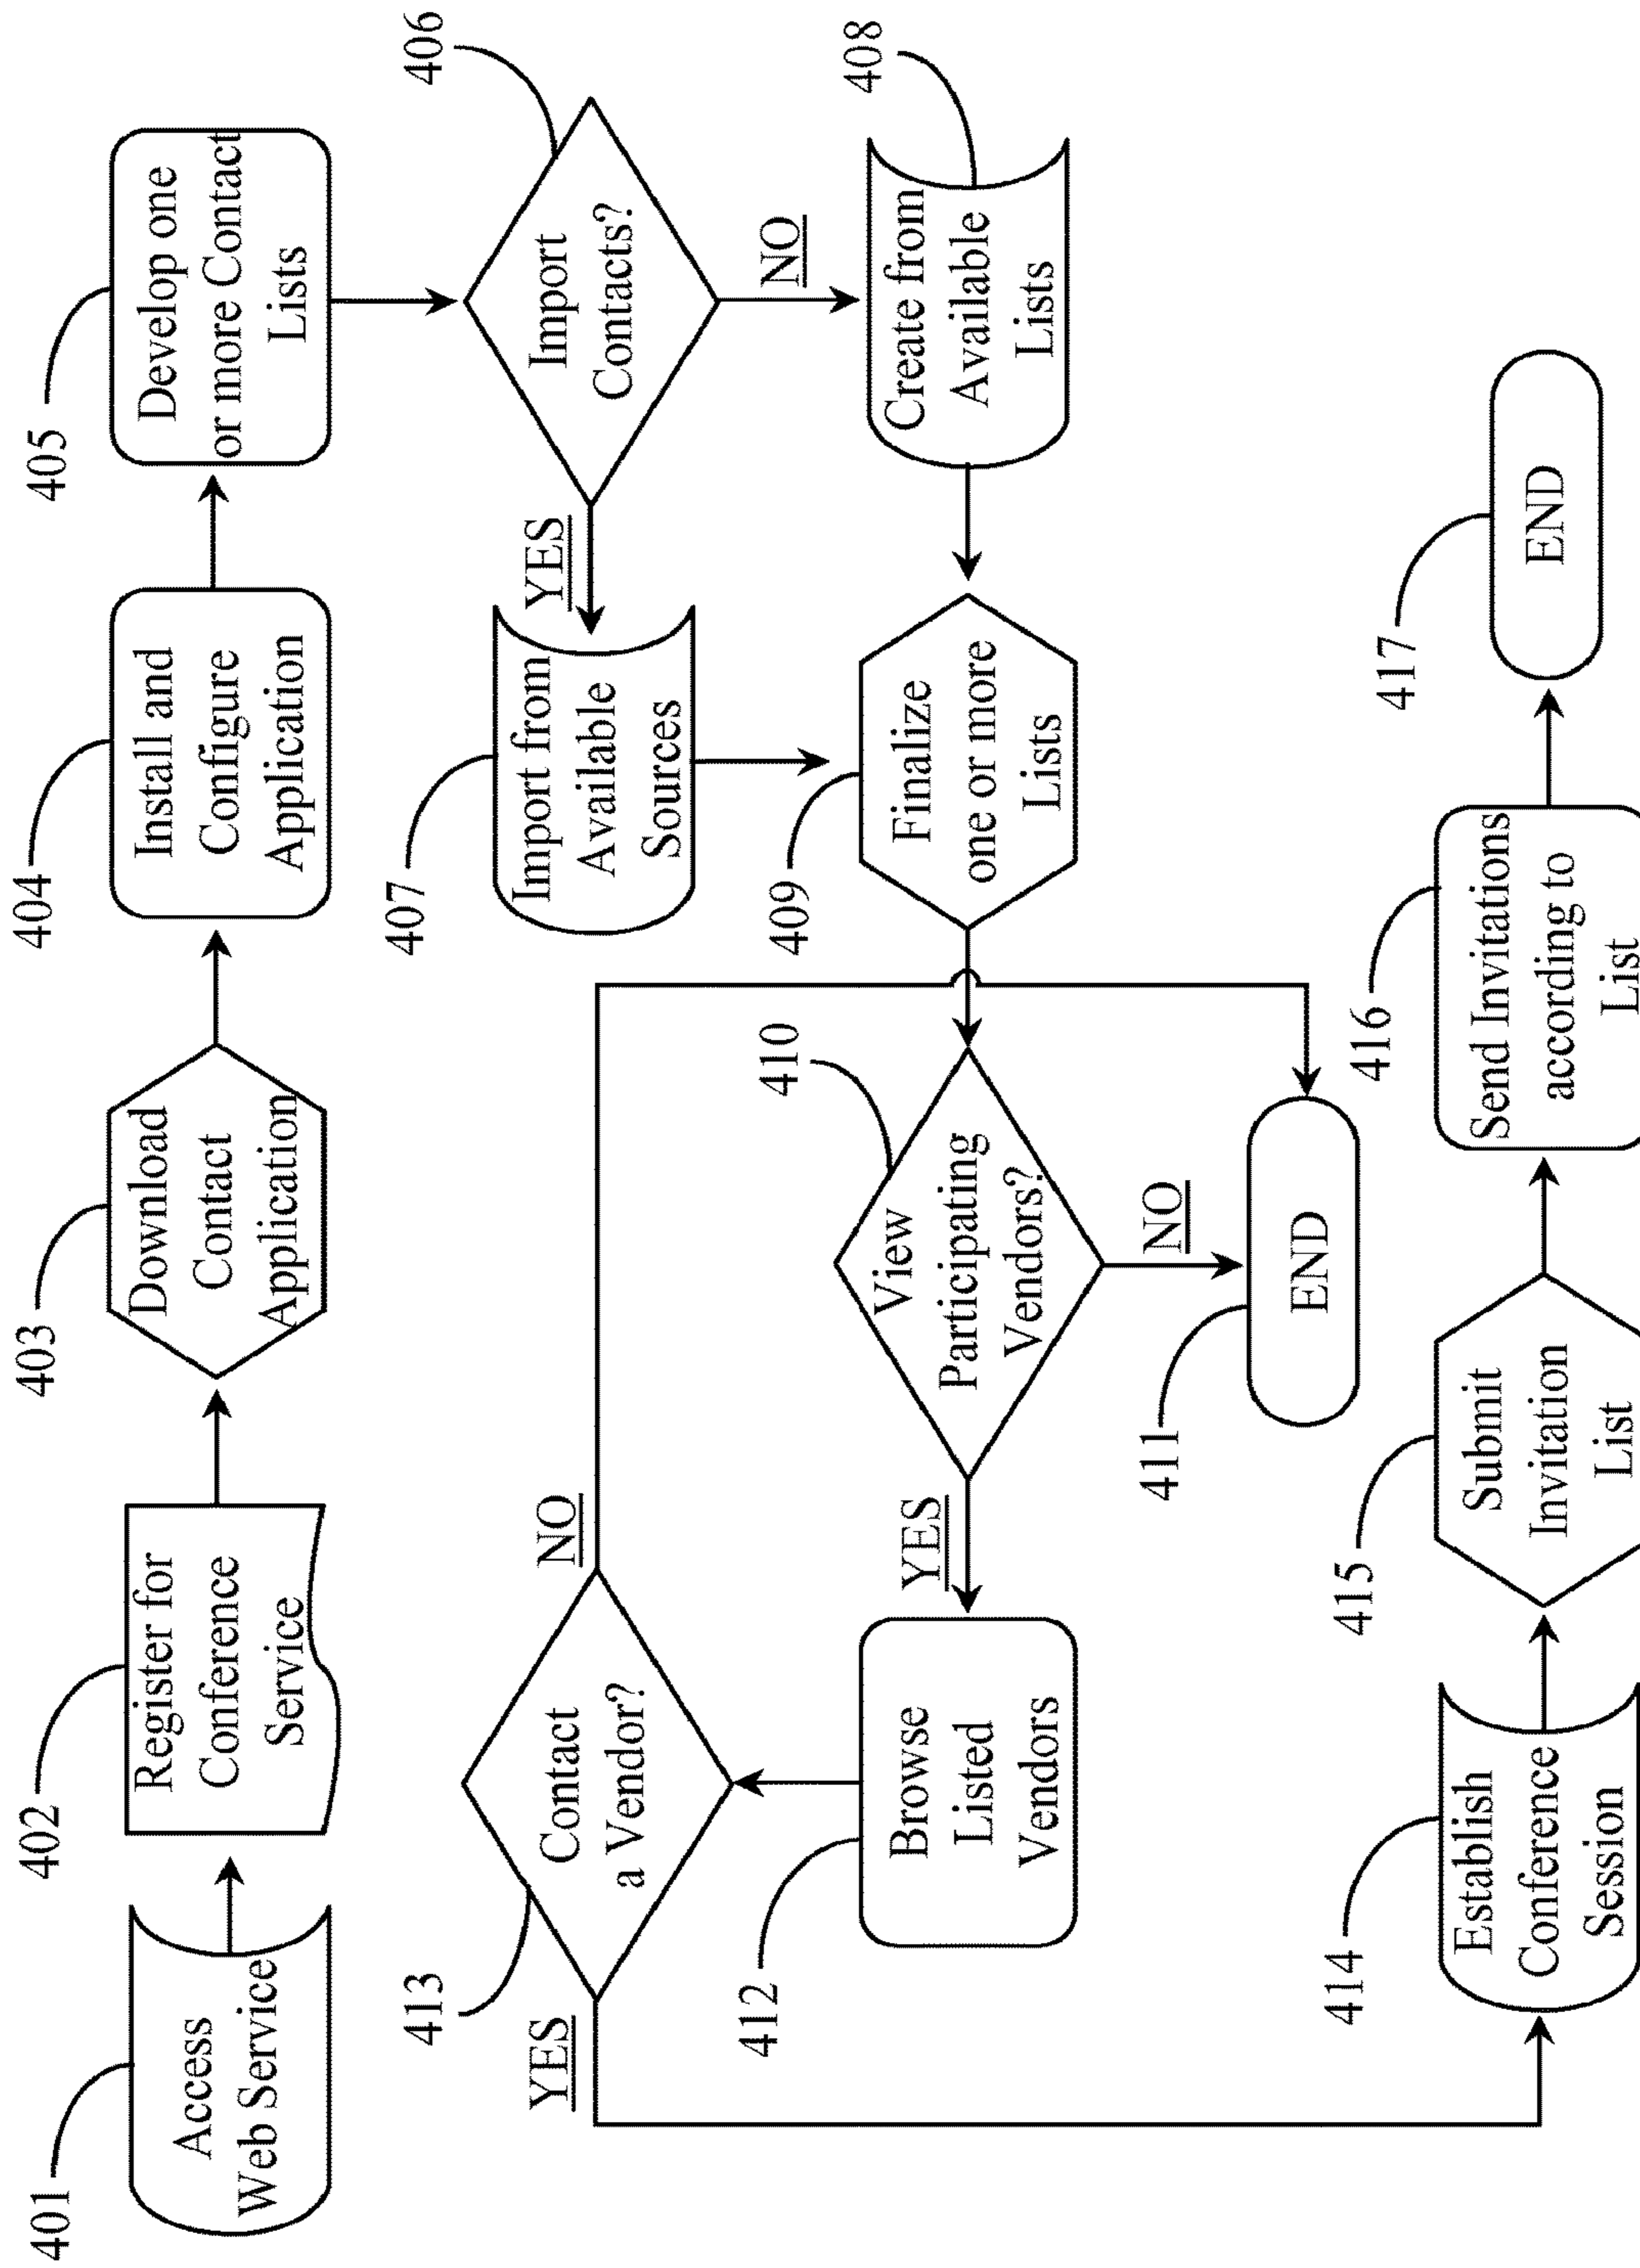 401
Access
Web Service
402
Register for
Conference
Service
403
Download
Contact
Application
404
Install and
Configure
Application
405
Develop one
or more Contact
Lists
406
Import
Contacts?
YES
NO
407
Import from
Available
Sources
408
Create from
Available
Lists
409
Finalize
one or more
Lists
410
View
Participating
Vendors?
YES
NO
411
END
412
Browse
Listed
Vendors
413
Contact
a Vendor?
YES
NO
414
Establish
Conference
Session
415
Submit
Invitation
List
416
Send Invitations
according to
List
417
END